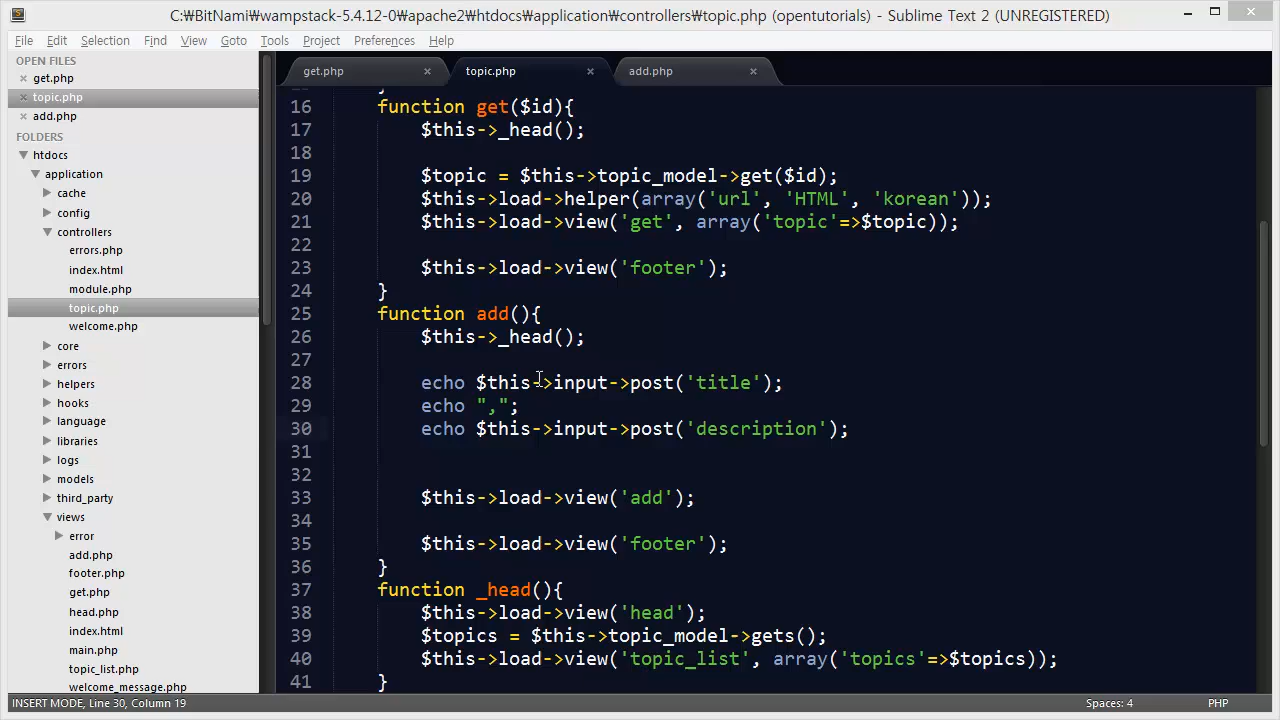 C:₩BitNami₩wampstack-5.4.12-0₩apache2₩htdocs₩application₩controllers₩topic.php (opentutorials) - Sublime Text 2 (UNREGISTERED)
File Edit Selection Find View Goto Tools Project Preferences Help
OPEN FILES
get.php
topic.php
add.php
FOLDERS
htdocs
application
cache
config
controllers
errors.php
index.html
module.php
topic.php
welcome.php
core
errors
helpers
hooks
language
libraries
logs
models
third_party
views
error
add.php
footer.php
get.php
head.php
index.html
main.php
topic_list.php
welcome_message.php
get.php topic.php add.php
16 function get($id){
17 $this->_head();
18
19 $topic = $this->topic_model->get($id);
20 $this->load->helper(array('url', 'HTML', 'korean'));
21 $this->load->view('get', array('topic'=>$topic));
22
23 $this->load->view('footer');
24 }
25 function add(){
26 $this->_head();
27
28 echo $this->input->post('title');
29 echo ",";
30 echo $this->input->post('description');
31
32
33 $this->load->view('add');
34
35 $this->load->view('footer');
36 }
37 function _head(){
38 $this->load->view('head');
39 $topics = $this->topic_model->gets();
40 $this->load->view('topic_list', array('topics'=>$topics));
41 }
INSERT MODE, Line 30, Column 19 Spaces: 4 PHP